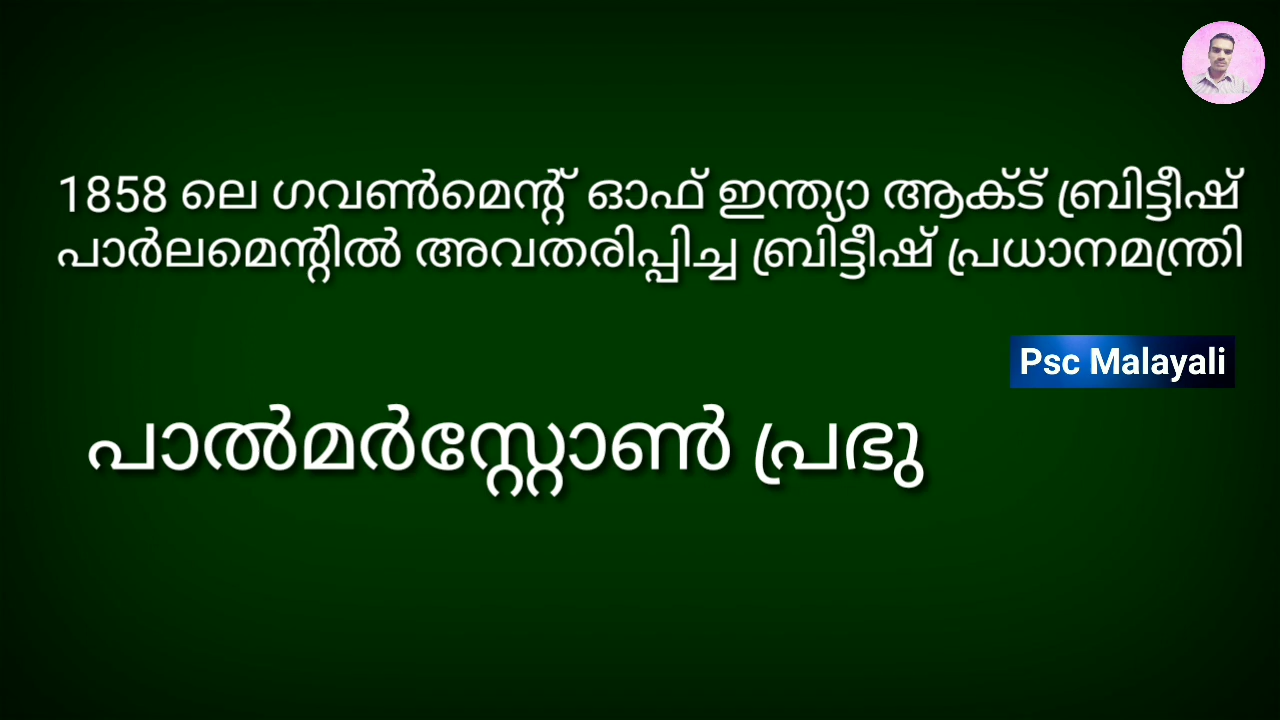 1858 ലെ ഗവൺമെന്റ് ഓഫ് ഇന്ത്യാ ആക്ട് ബ്രിട്ടീഷ്
പാർലമെന്റിൽ അവതരിപ്പിച്ച ബ്രിട്ടീഷ് പ്രധാനമന്ത്രി
Psc Malayali
പാൽമർസ്റ്റോൺ പ്രഭു